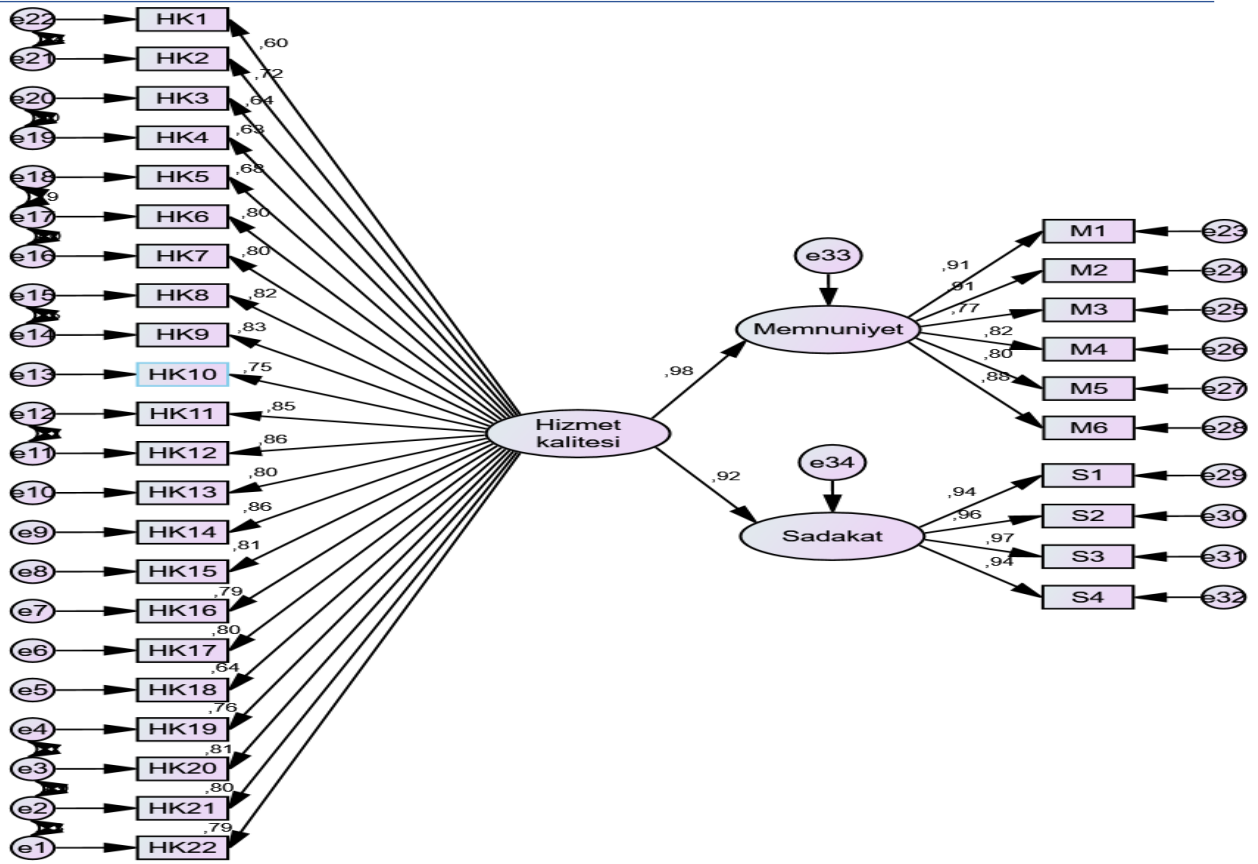 e22 HK1
e21 HK2
e20 HK3
e19 HK4
e18 HK5
e17 HK6
e16 HK7
e15 HK8
e14 HK9
e13 HK10
e12 HK11
e11 HK12
e10 HK13
e9 HK14
e8 HK15
e7 HK16
e6 HK17
e5 HK18
e4 HK19
e3 HK20
e2 HK21
e1 HK22
,60
,72
,64
,63
,68
,80
,80
,82
,83
,75
,85
,86
,80
,86
,81
,79
,80
,64
,76
,81
,80
,79
Hizmet
kalitesi
,98
,92
e33
Memnuniyet
e34
Sadakat
,91
,91
,77
,82
,80
,88
M1 e23
M2 e24
M3 e25
M4 e26
M5 e27
M6 e28
,94
,96
,97
,94
S1 e29
S2 e30
S3 e31
S4 e32